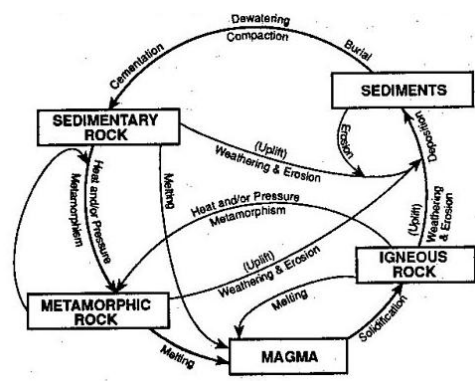 Dewatering
Compaction
Cementation
Burial
SEDIMENTS
SEDIMENTARY
ROCK
Erosion
Deposition
(Uplift)
Weathering & Erosion
Melting
Heat and/or Pressure
Metamorphism
Heat and/or Pressure
Metamorphism
(Uplift)
Weathering & Erosion
(Uplift)
Weathering & Erosion
IGNEOUS
ROCK
METAMORPHIC
ROCK
Melting
Melting
MAGMA
Solidification